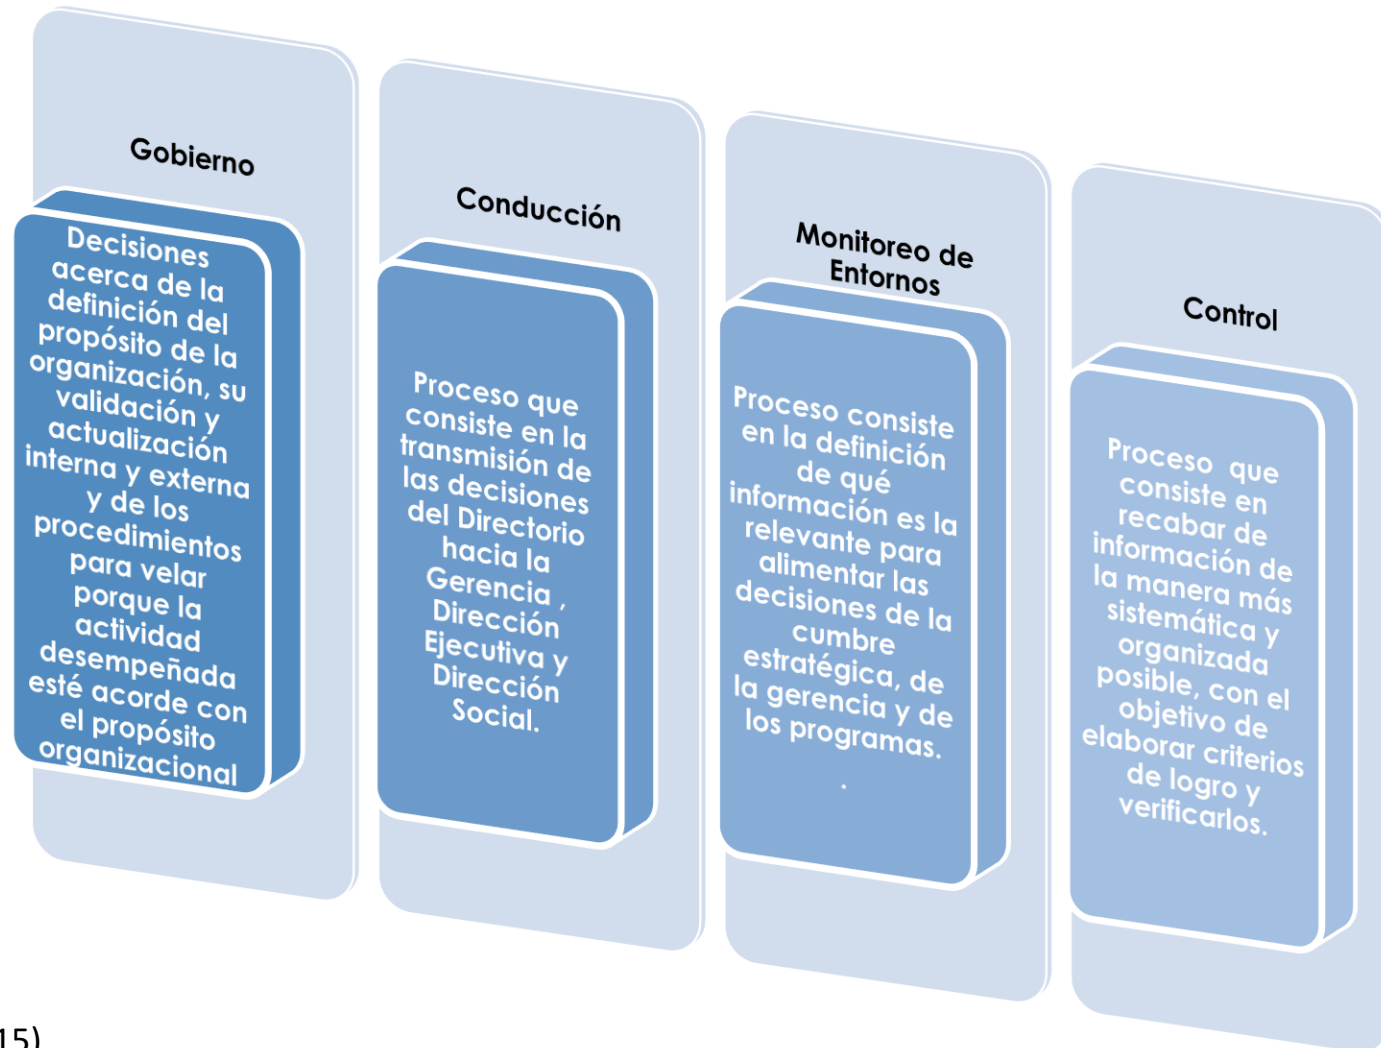 Gobierno
Decisiones
acerca de la
definición del
propósito de la
organización, su
validación y
actualización
interna y externa
y de los
procedimientos
para velar
porque la
actividad
desempeñada
esté acorde con
el propósito
organizacional
Conducción
Proceso que
consiste en la
transmisión de
las decisiones
del Directorio
hacia la
Gerencia ,
Dirección
Ejecutiva y
Dirección
Social.
Monitoreo de
Entornos
Proceso consiste
en la definición
de qué
información es la
relevante para
alimentar las
decisiones de la
cumbre
estratégica, de
la gerencia y de
los programas.
.
Control
Proceso  que
consiste en
recabar de
información de
la manera más
sistemática y
organizada
posible, con el
objetivo de
elaborar criterios
de logro y
verificarlos.
15)